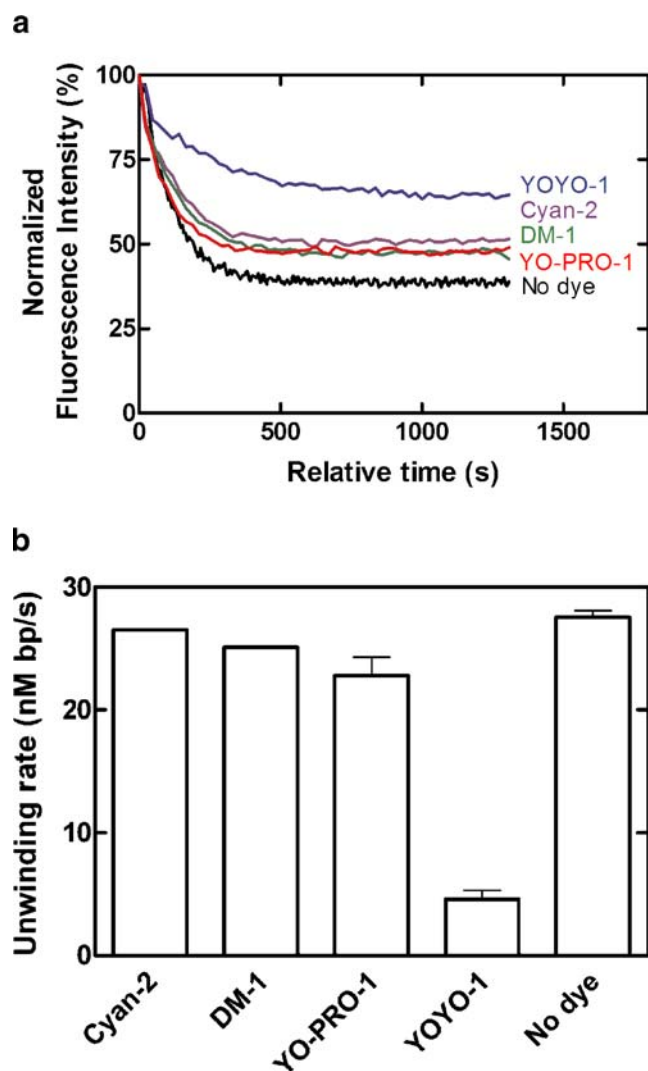 a
Normalized
Fluorescence Intensity (%)
100
75
50
25
0
YOYO-1
Cyan-2
DM-1
YO-PRO-1
No dye
0 500 1000 1500
Relative time (s)
b
Unwinding rate (nM bp/s)
30
20
10
0
Cyan-2 DM-1 YO-PRO-1 YOYO-1 No dye